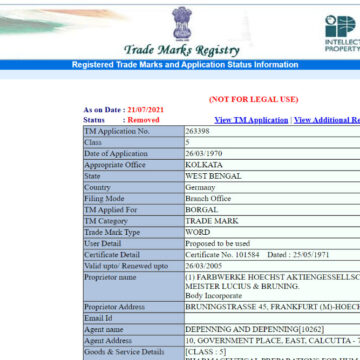 Trade Marks Registry
INTELLECT
PROPERTY
Registered Trade Marks and Application Status Information
(NOT FOR LEGAL USE)
As on Date : 21/07/2021
Status : Removed View TM Application | View Additional Re
TM Application No. 263398
Class 5
Date of Application 26/03/1970
Appropriate Office KOLKATA
State WEST BENGAL
Country Germany
Filing Mode Branch Office
TM Applied For BORGAL
TM Category TRADE MARK
Trade Mark Type WORD
User Detail Proposed to be used
Certificate Detail Certificate No. 101584 Dated : 25/05/1971
Valid upto/ Renewed upto 26/03/2005
Proprietor name (1) FARBWERKE HOECHST AKTIENGESELLSC
MEISTER LUCIUS & BRUNING.
Body Incorporate
Proprietor Address BRUNINGSTRASSE 45, FRANKFURT (M)-HOEC
Email Id
Agent name DEPENNING AND DEPENNING[10262]
Agent Address 10, GOVERNMENT PLACE, EAST, CALCUTTA -
Goods & Service Details [CLASS : 5]